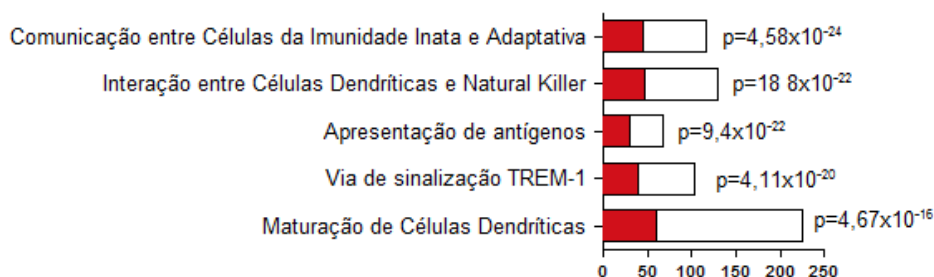 Comunicação entre Células da Imunidade Inata e Adaptativa p=4,58x10⁻²⁴
Interação entre Células Dendríticas e Natural Killer p=18 8x10⁻²²
Apresentação de antígenos p=9,4x10⁻²²
Via de sinalização TREM-1 p=4,11x10⁻²⁰
Maturação de Células Dendríticas p=4,67x10⁻¹⁶
0 50 100 150 200 250